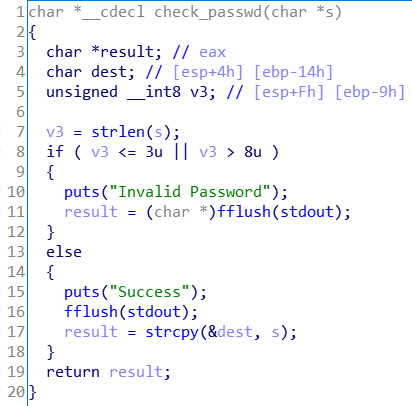 1 char *__cdecl check_passwd(char *s)
2 {
3   char *result; // eax
4   char dest; // [esp+4h] [ebp-14h]
5   unsigned __int8 v3; // [esp+Fh] [ebp-9h]
6
7   v3 = strlen(s);
8   if ( v3 <= 3u || v3 > 8u )
9   {
10     puts("Invalid Password");
11     result = (char *)fflush(stdout);
12   }
13   else
14   {
15     puts("Success");
16     fflush(stdout);
17     result = strcpy(&dest, s);
18   }
19   return result;
20 }